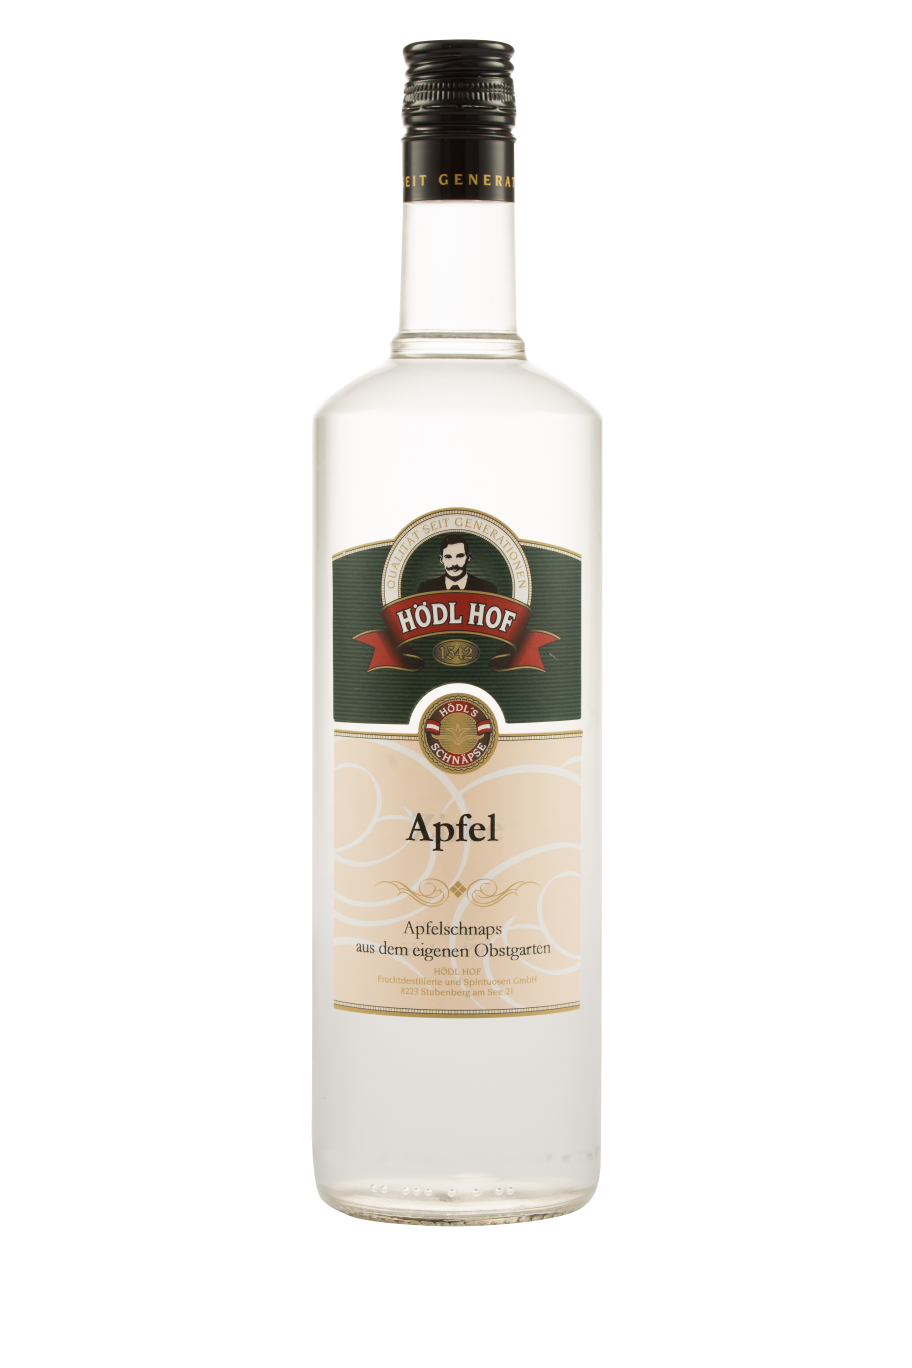 SEIT GENERAT
QUALITÄT SEIT GENERATIONEN
HÖDL HOF
1542
HÖDL'S
SCHNÄPSE
Apfel
Apfelschnaps
aus dem eigenen Obstgarten
HÖDL HOF
Fruchtdestillerie und Spirituosen GmbH
8223 Stubenberg am See 21